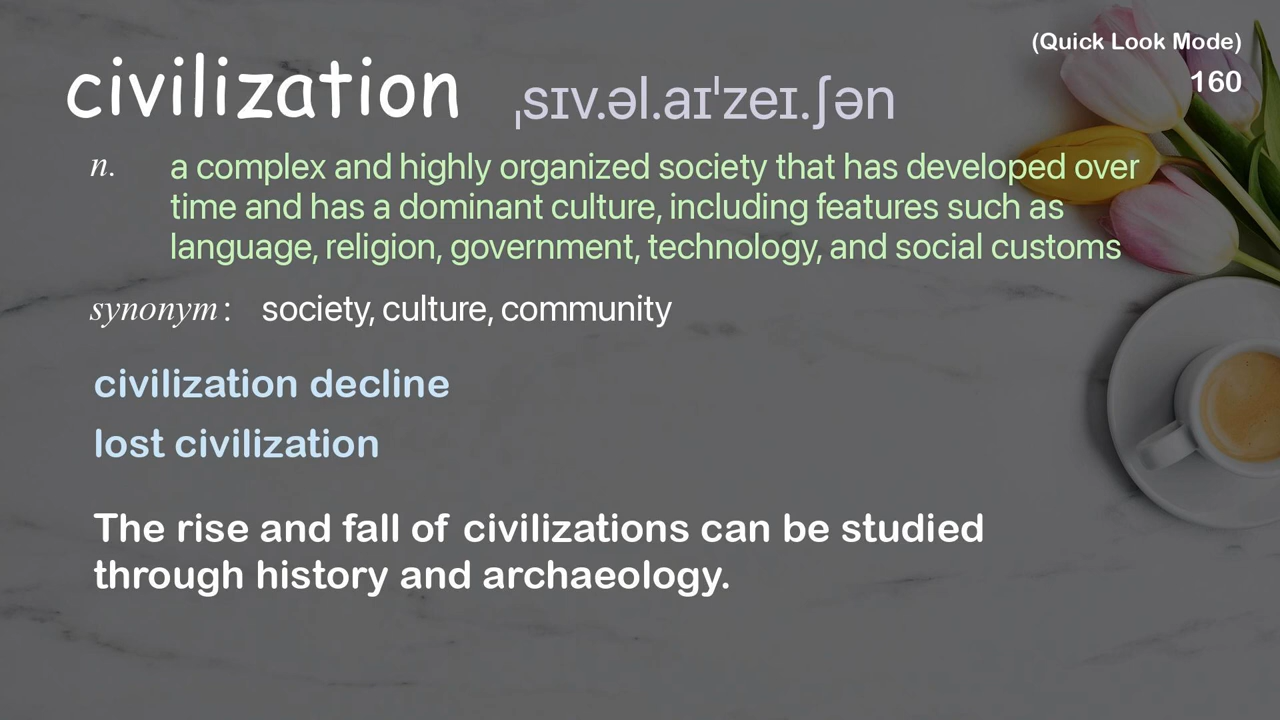 (Quick Look Mode)
160
civilization ˌsɪv.əl.aɪˈzeɪ.ʃən
n. a complex and highly organized society that has developed over
time and has a dominant culture, including features such as
language, religion, government, technology, and social customs
synonym: society, culture, community
civilization decline
lost civilization
The rise and fall of civilizations can be studied
through history and archaeology.